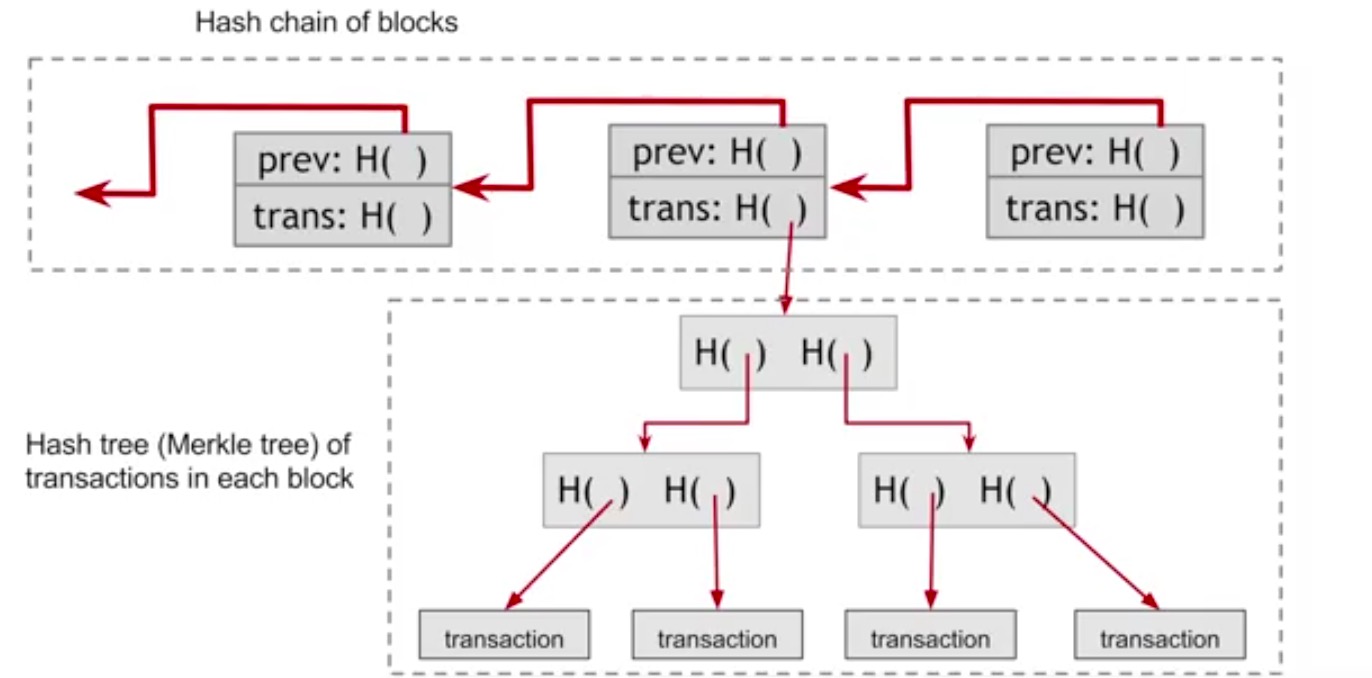 Hash chain of blocks
prev: H( )
trans: H( )
prev: H( )
trans: H( )
prev: H( )
trans: H( )
H( ) H( )
Hash tree (Merkle tree) of
transactions in each block
H( ) H( )
H( ) H( )
transaction
transaction
transaction
transaction